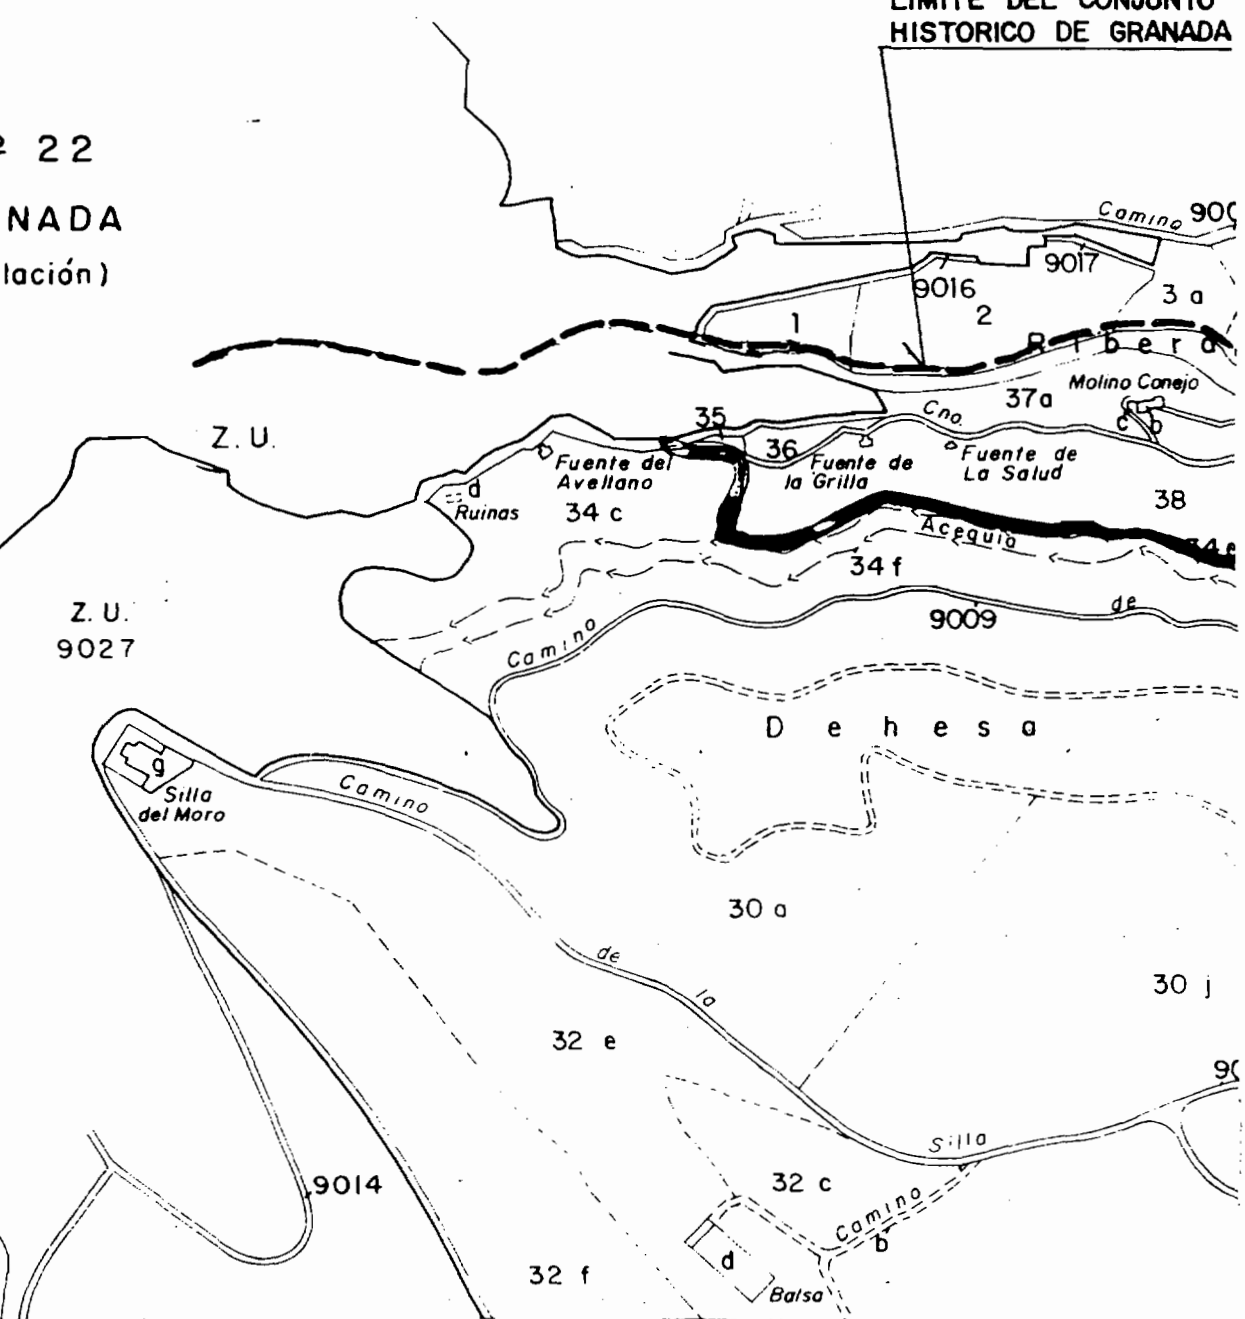 LIMITE DEL CONJUNTO
HISTORICO DE GRANADA
22
NADA
lación)
Camino
900
9017
9016
3 a
2
1
Ribera
Molino Conejo
37a
c b
Cno.
35
36
Z. U.
Fuente del
Avellano
Fuente de
la Grilla
Fuente de
La Salud
d
Ruinas
34 c
38
Acequia
34 f
de
9009
Z. U.
9027
Camino
Dehesa
g
Silla
del Moro
Camino
30 a
de
la
30 j
32 e
90
Silla
9014
32 c
Camino
b
d
32 f
Balsa